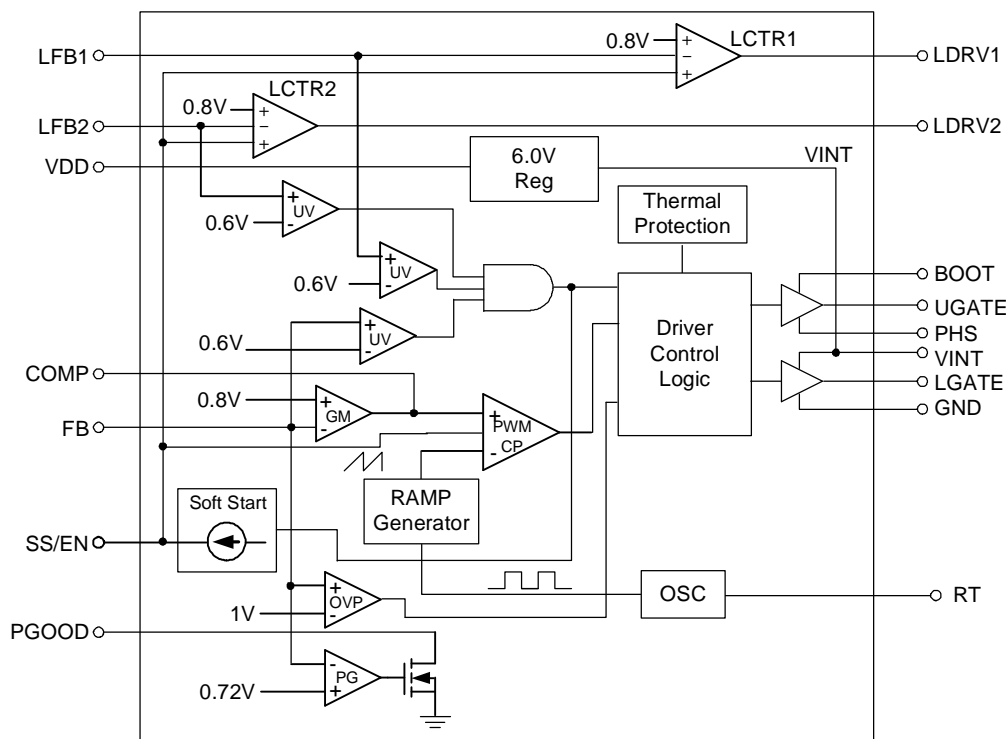 LFB1
0.8V
+
−
+
LCTR1
LDRV1
LCTR2
0.8V
+
−
+
LFB2
LDRV2
VDD
6.0V
Reg
VINT
Thermal
Protection
+
-
UV
0.6V
+
-
UV
0.6V
+
-
UV
0.6V
BOOT
UGATE
PHS
VINT
LGATE
GND
Driver
Control
Logic
COMP
0.8V
+
-
GM
FB
+
PWM
CP
-
RAMP
Generator
Soft Start
SS/EN
+
-
OVP
1V
OSC
RT
PGOOD
-
+
PG
0.72V